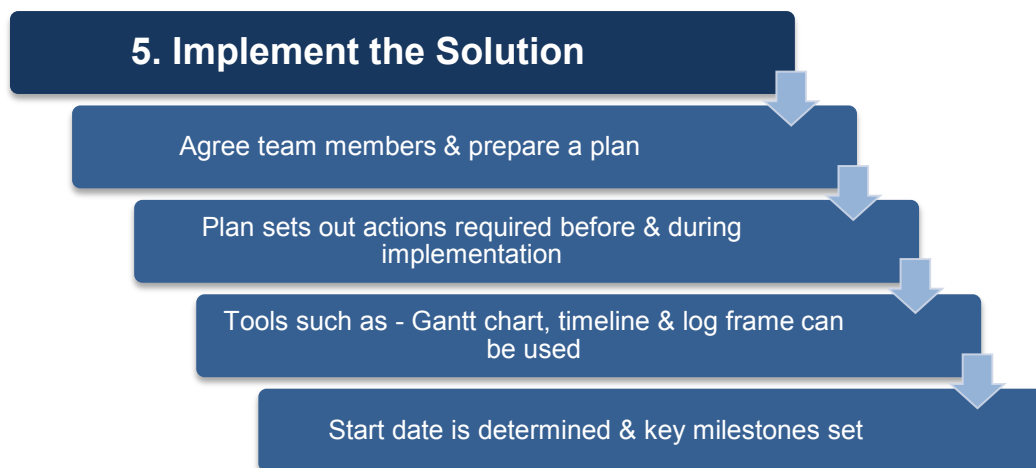 5. Implement the Solution
Agree team members & prepare a plan
Plan sets out actions required before & during
implementation
Tools such as - Gantt chart, timeline & log frame can
be used
Start date is determined & key milestones set